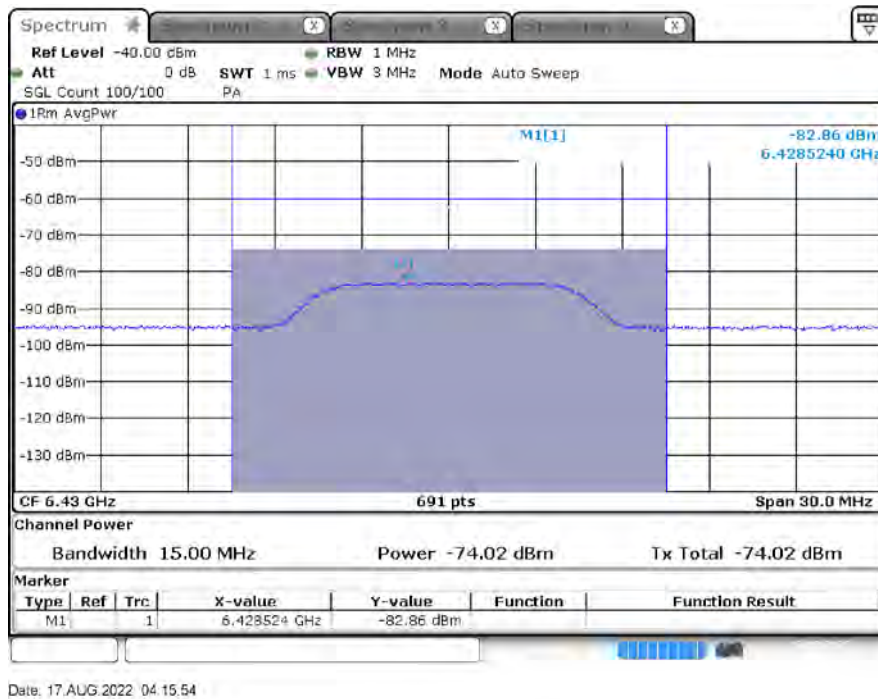 Spectrum
X X X
Ref Level -40.00 dBm RBW 1 MHz
Att 0 dB SWT 1 ms VBW 3 MHz Mode Auto Sweep
SGL Count 100/100 PA
1Rm AvgPwr
M1[1] -82.86 dBm
6.4285240 GHz
-50 dBm
-60 dBm
-70 dBm
M1
-80 dBm
-90 dBm
-100 dBm
-110 dBm
-120 dBm
-130 dBm
CF 6.43 GHz 691 pts Span 30.0 MHz
Channel Power
Bandwidth 15.00 MHz Power -74.02 dBm Tx Total -74.02 dBm
Marker
Type Ref Trc X-value Y-value Function Function Result
M1 1 6.428524 GHz -82.86 dBm
Date: 17.AUG.2022 04:15:54